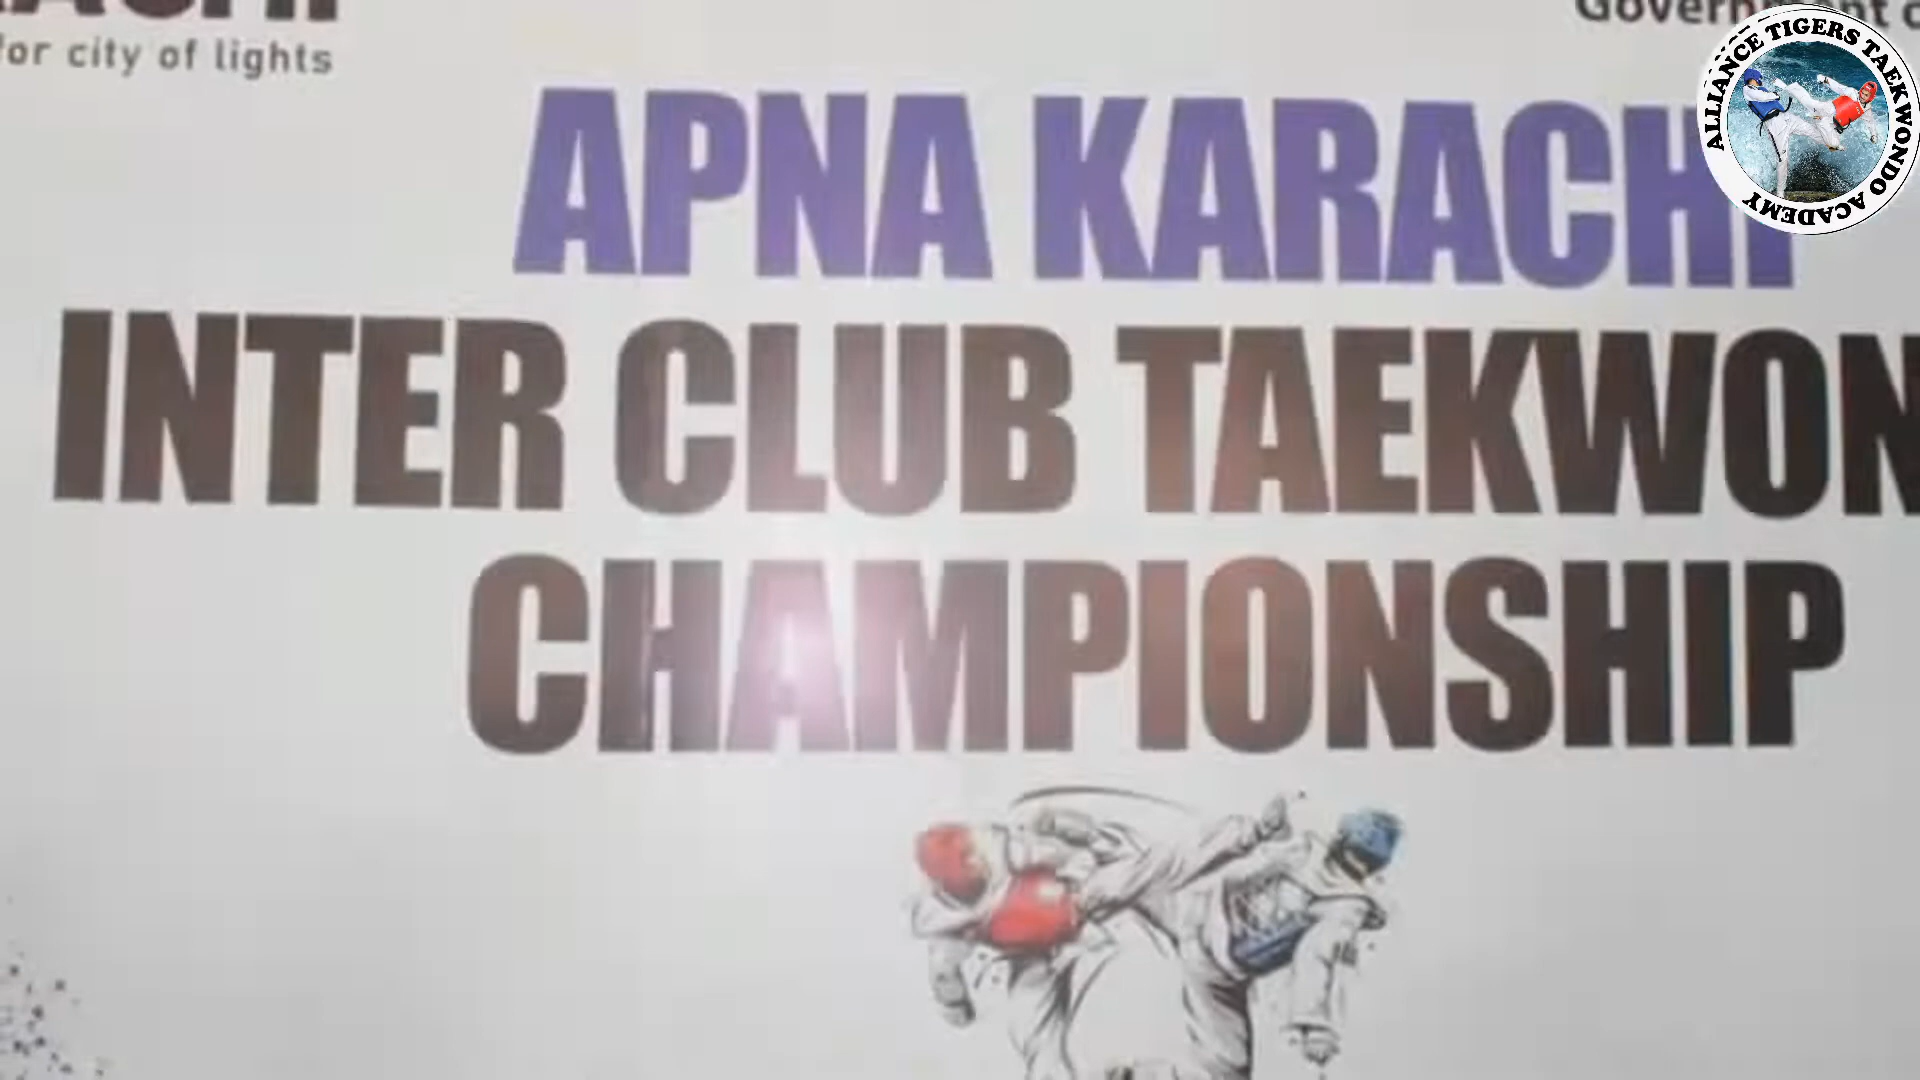 for city of lights
APNA KARACHI
INTER CLUB TAEKWON
CHAMPIONSHIP
ALLIANCE TIGERS TAEKWONDO ACADEMY